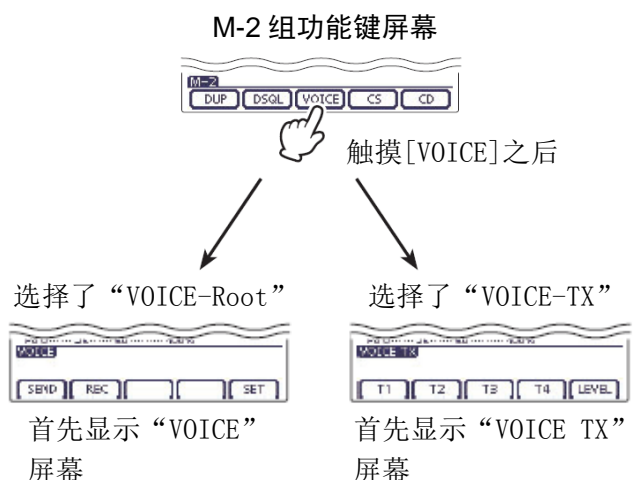 M-2 组功能键屏幕
M-2
DUP DSQL VOICE CS CD
触摸[VOICE]之后
选择了“VOICE-Root”
选择了“VOICE-TX”
VOICE
SEND REC SET
VOICE TX
T1 T2 T3 T4 LEVEL
首先显示“VOICE”
屏幕
首先显示“VOICE TX”
屏幕